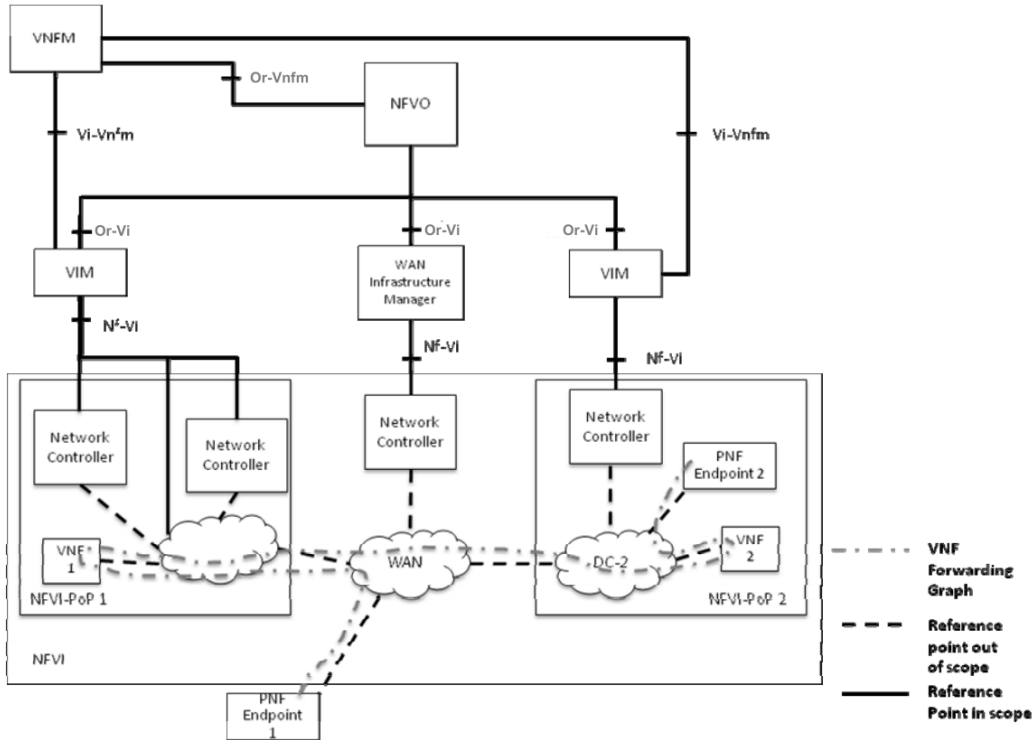 VNFM
Or-Vnfm
NFVO
Vi-Vnfm
Vi-Vnfm
Or-Vi
Or-Vi
Or-Vi
VIM
WAN
Infrastructure
Manager
VIM
Nf-Vi
Nf-Vi
Nf-Vi
Network
Controller
Network
Controller
Network
Controller
Network
Controller
PNF
Endpoint 2
VNF
1
WAN
DC-2
VNF
2
NFVI-PoP 1
NFVI-PoP 2
NFVI
PNF
Endpoint
1
VNF
Forwarding
Graph
Reference
point out
of scope
Reference
Point in scope